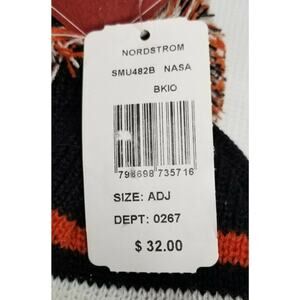 NORDSTROM
SMU482B NASA
BKIO
798698 735716
SIZE: ADJ
DEPT: 0267
$ 32.00